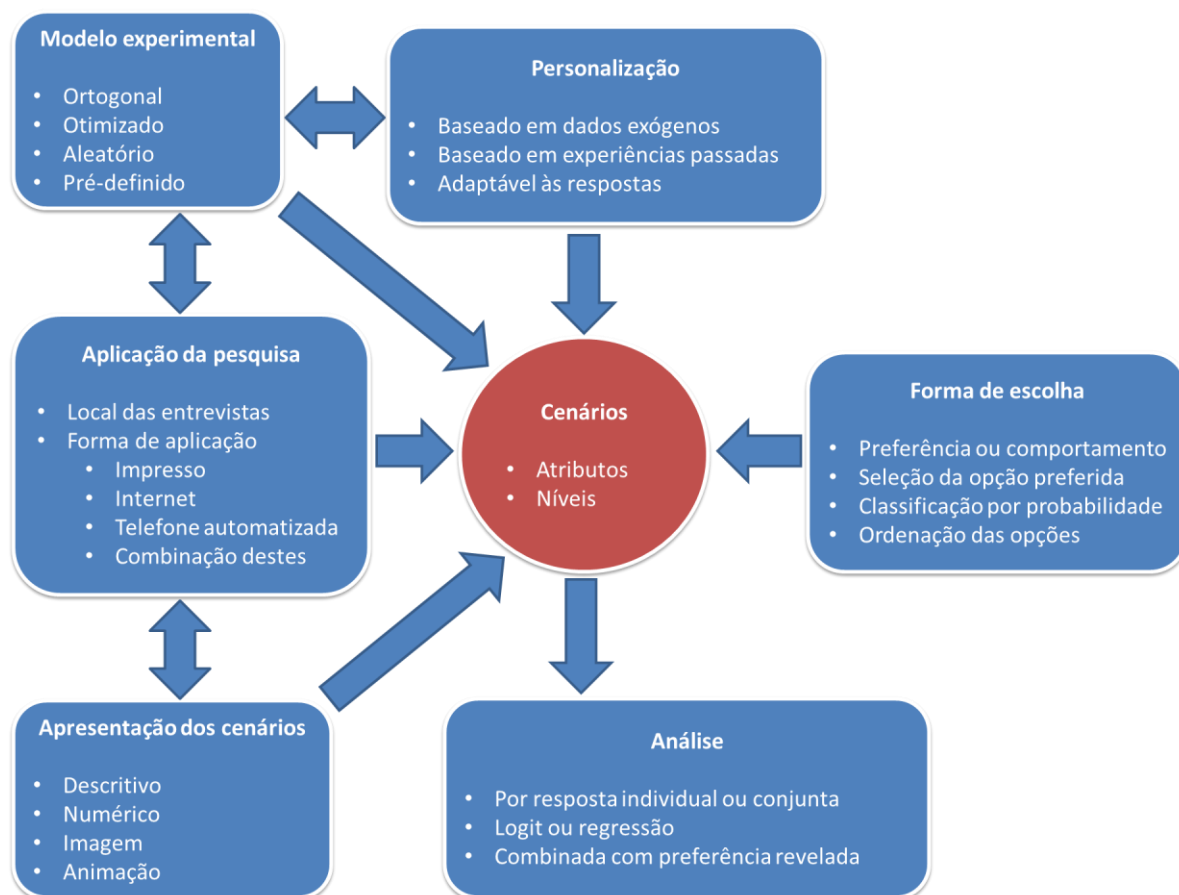 Modelo experimental
• Ortogonal
• Otimizado
• Aleatório
• Pré-definido
Personalização
• Baseado em dados exógenos
• Baseado em experiências passadas
• Adaptável às respostas
Aplicação da pesquisa
• Local das entrevistas
• Forma de aplicação
• Impresso
• Internet
• Telefone automatizada
• Combinação destes
Cenários
• Atributos
• Níveis
Forma de escolha
• Preferência ou comportamento
• Seleção da opção preferida
• Classificação por probabilidade
• Ordenação das opções
Apresentação dos cenários
• Descritivo
• Numérico
• Imagem
• Animação
Análise
• Por resposta individual ou conjunta
• Logit ou regressão
• Combinada com preferência revelada